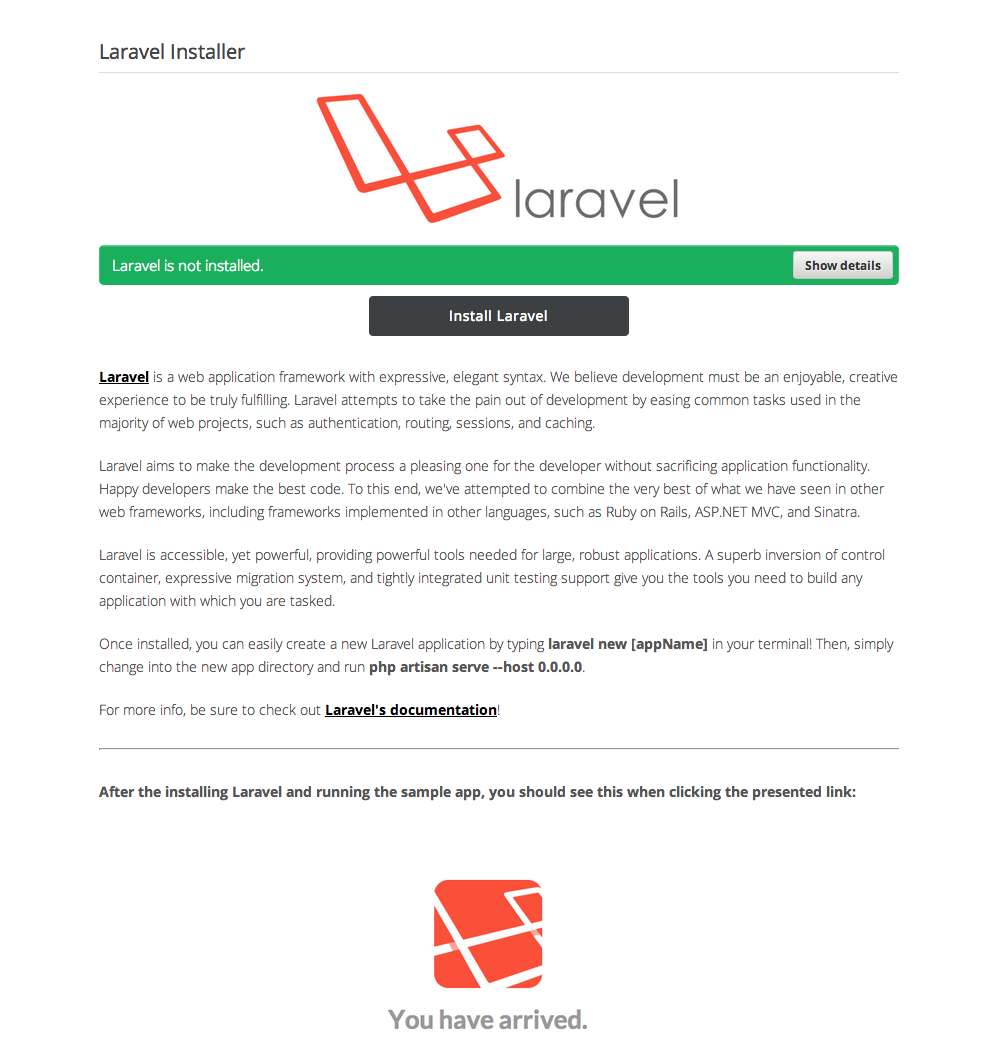 Laravel Installer
laravel
Laravel is not installed.
Show details
Install Laravel
Laravel is a web application framework with expressive, elegant syntax. We believe development must be an enjoyable, creative
experience to be truly fulfilling. Laravel attempts to take the pain out of development by easing common tasks used in the
majority of web projects, such as authentication, routing, sessions, and caching.
Laravel aims to make the development process a pleasing one for the developer without sacrificing application functionality.
Happy developers make the best code. To this end, we've attempted to combine the very best of what we have seen in other
web frameworks, including frameworks implemented in other languages, such as Ruby on Rails, ASP.NET MVC, and Sinatra.
Laravel is accessible, yet powerful, providing powerful tools needed for large, robust applications. A superb inversion of control
container, expressive migration system, and tightly integrated unit testing support give you the tools you need to build any
application with which you are tasked.
Once installed, you can easily create a new Laravel application by typing laravel new [appName] in your terminal! Then, simply
change into the new app directory and run php artisan serve --host 0.0.0.0.
For more info, be sure to check out Laravel's documentation!
After the installing Laravel and running the sample app, you should see this when clicking the presented link:
You have arrived.